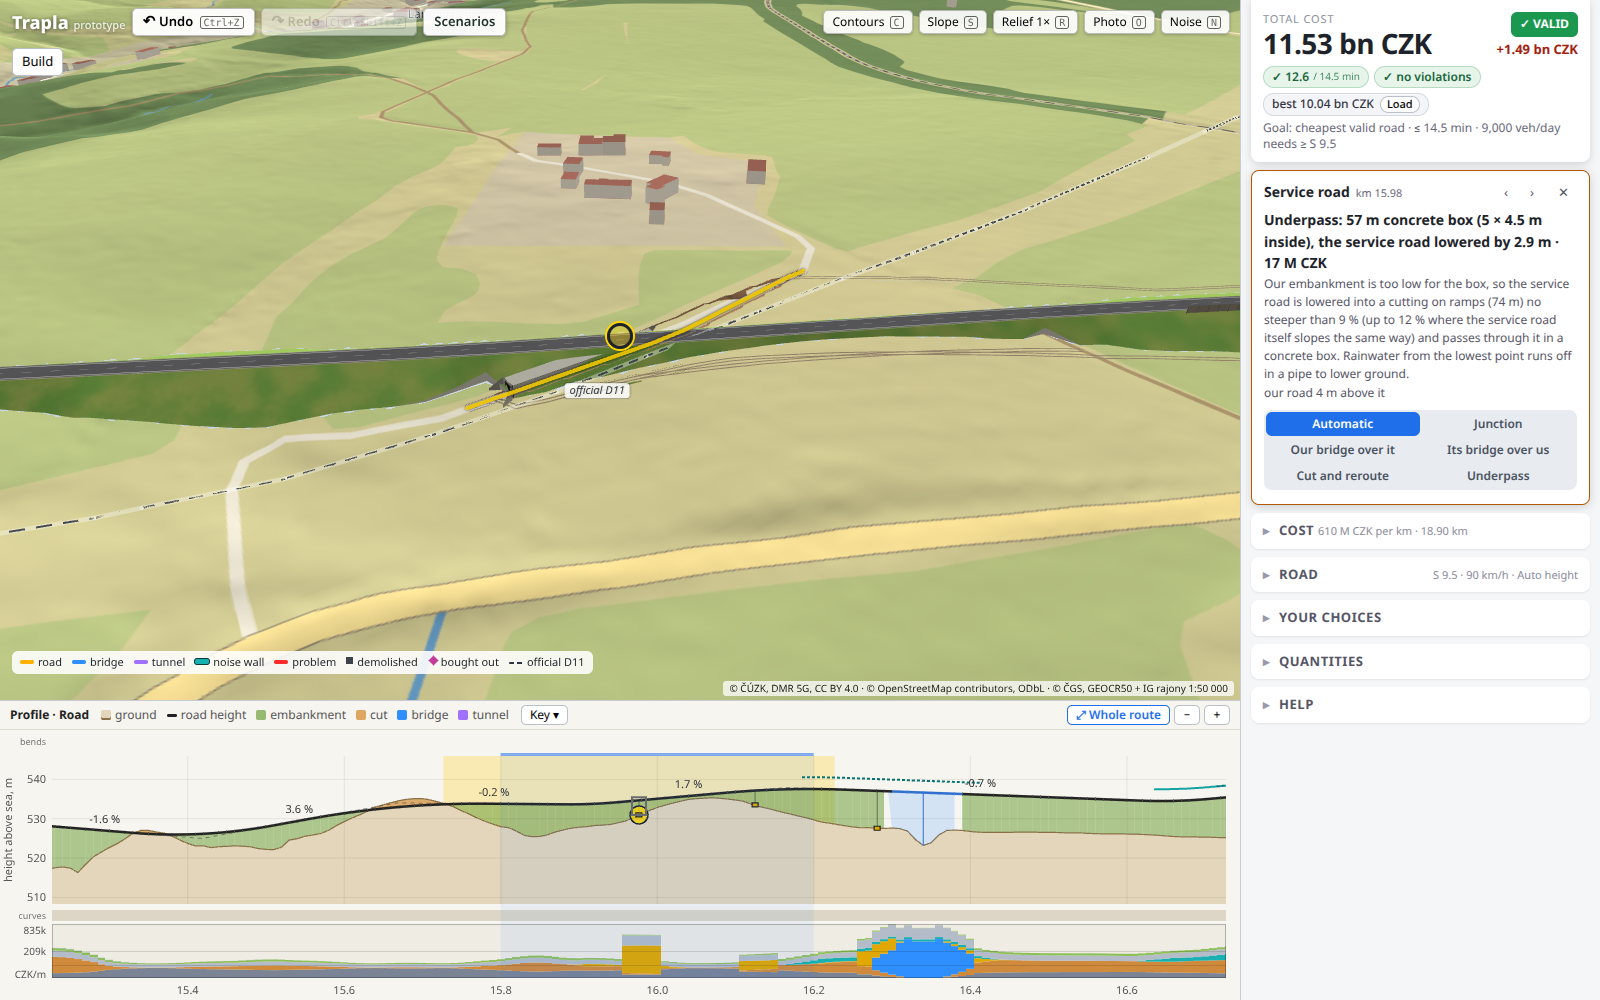 Trapla prototype
↶ Undo Ctrl+Z
↷ Redo
Scenarios
Contours C
Slope S
Relief 1× R
Photo O
Noise N
Build
official D11
road
bridge
tunnel
noise wall
problem
demolished
bought out
official D11
© ČÚZK, DMR 5G, CC BY 4.0 · © OpenStreetMap contributors, ODbL · © ČGS, GEOCR50 + IG rajony 1:50 000
TOTAL COST
✓ VALID
11.53 bn CZK
+1.49 bn CZK
✓ 12.6 / 14.5 min
✓ no violations
best 10.04 bn CZK Load
Goal: cheapest valid road · ≤ 14.5 min · 9,000 veh/day
needs ≥ S 9.5
Service road km 15.98 ‹ › ✕
Underpass: 57 m concrete box (5 × 4.5 m
inside), the service road lowered by 2.9 m ·
17 M CZK
Our embankment is too low for the box, so the service
road is lowered into a cutting on ramps (74 m) no
steeper than 9 % (up to 12 % where the service road
itself slopes the same way) and passes through it in a
concrete box. Rainwater from the lowest point runs off
in a pipe to lower ground.
our road 4 m above it
Automatic
Junction
Our bridge over it
Its bridge over us
Cut and reroute
Underpass
▶ COST 610 M CZK per km · 18.90 km
▶ ROAD S 9.5 · 90 km/h · Auto height
▶ YOUR CHOICES
▶ QUANTITIES
▶ HELP
Profile · Road
ground
road height
embankment
cut
bridge
tunnel
Key ▾
⤢ Whole route
−
+
bends
height above sea, m
540
530
520
510
-1.6 %
3.6 %
-0.2 %
1.7 %
-0.7 %
curves
835k
209k
CZK/m
15.4
15.6
15.8
16.0
16.2
16.4
16.6